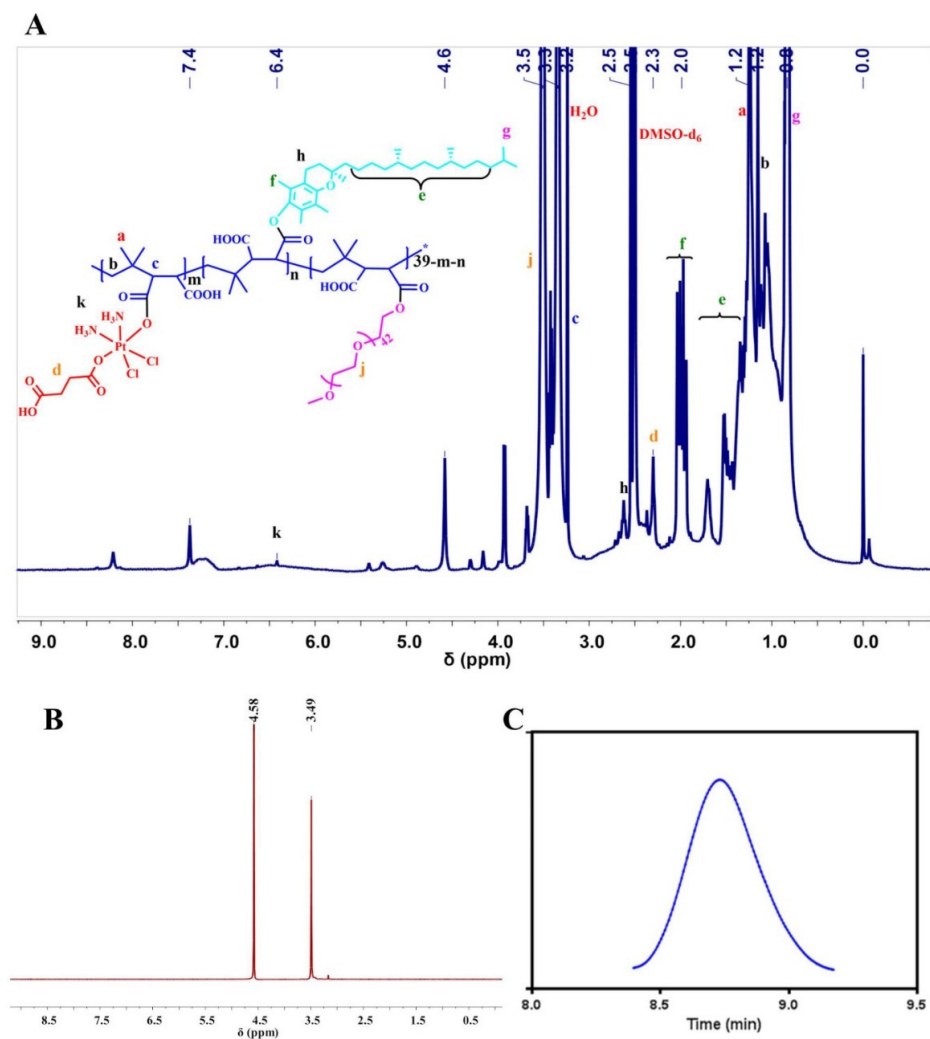 A
7.4 6.4 4.6 3.5 3.3 3.2 2.5 2.5 2.3 2.0 1.2 1.2 0.8 0.0
H₂O
DMSO-d₆
a
g
b
g
h
f
e
O
O
HOOC
O
a
b
c
m
COOH
n
HOOC
O
39-m-n
*
j
c
f
e
k
O
O
O
H₃N
H₃N
Pt
Cl
Cl
d
O
O
O
HO
O
42
O
j
O
d
h
k
9.0 8.0 7.0 6.0 5.0 4.0 3.0 2.0 1.0 0.0
δ (ppm)
B
4.58
3.49
8.5 7.5 6.5 5.5 4.5 3.5 2.5 1.5 0.5
δ (ppm)
C
8.0 8.5 9.0 9.5
Time (min)